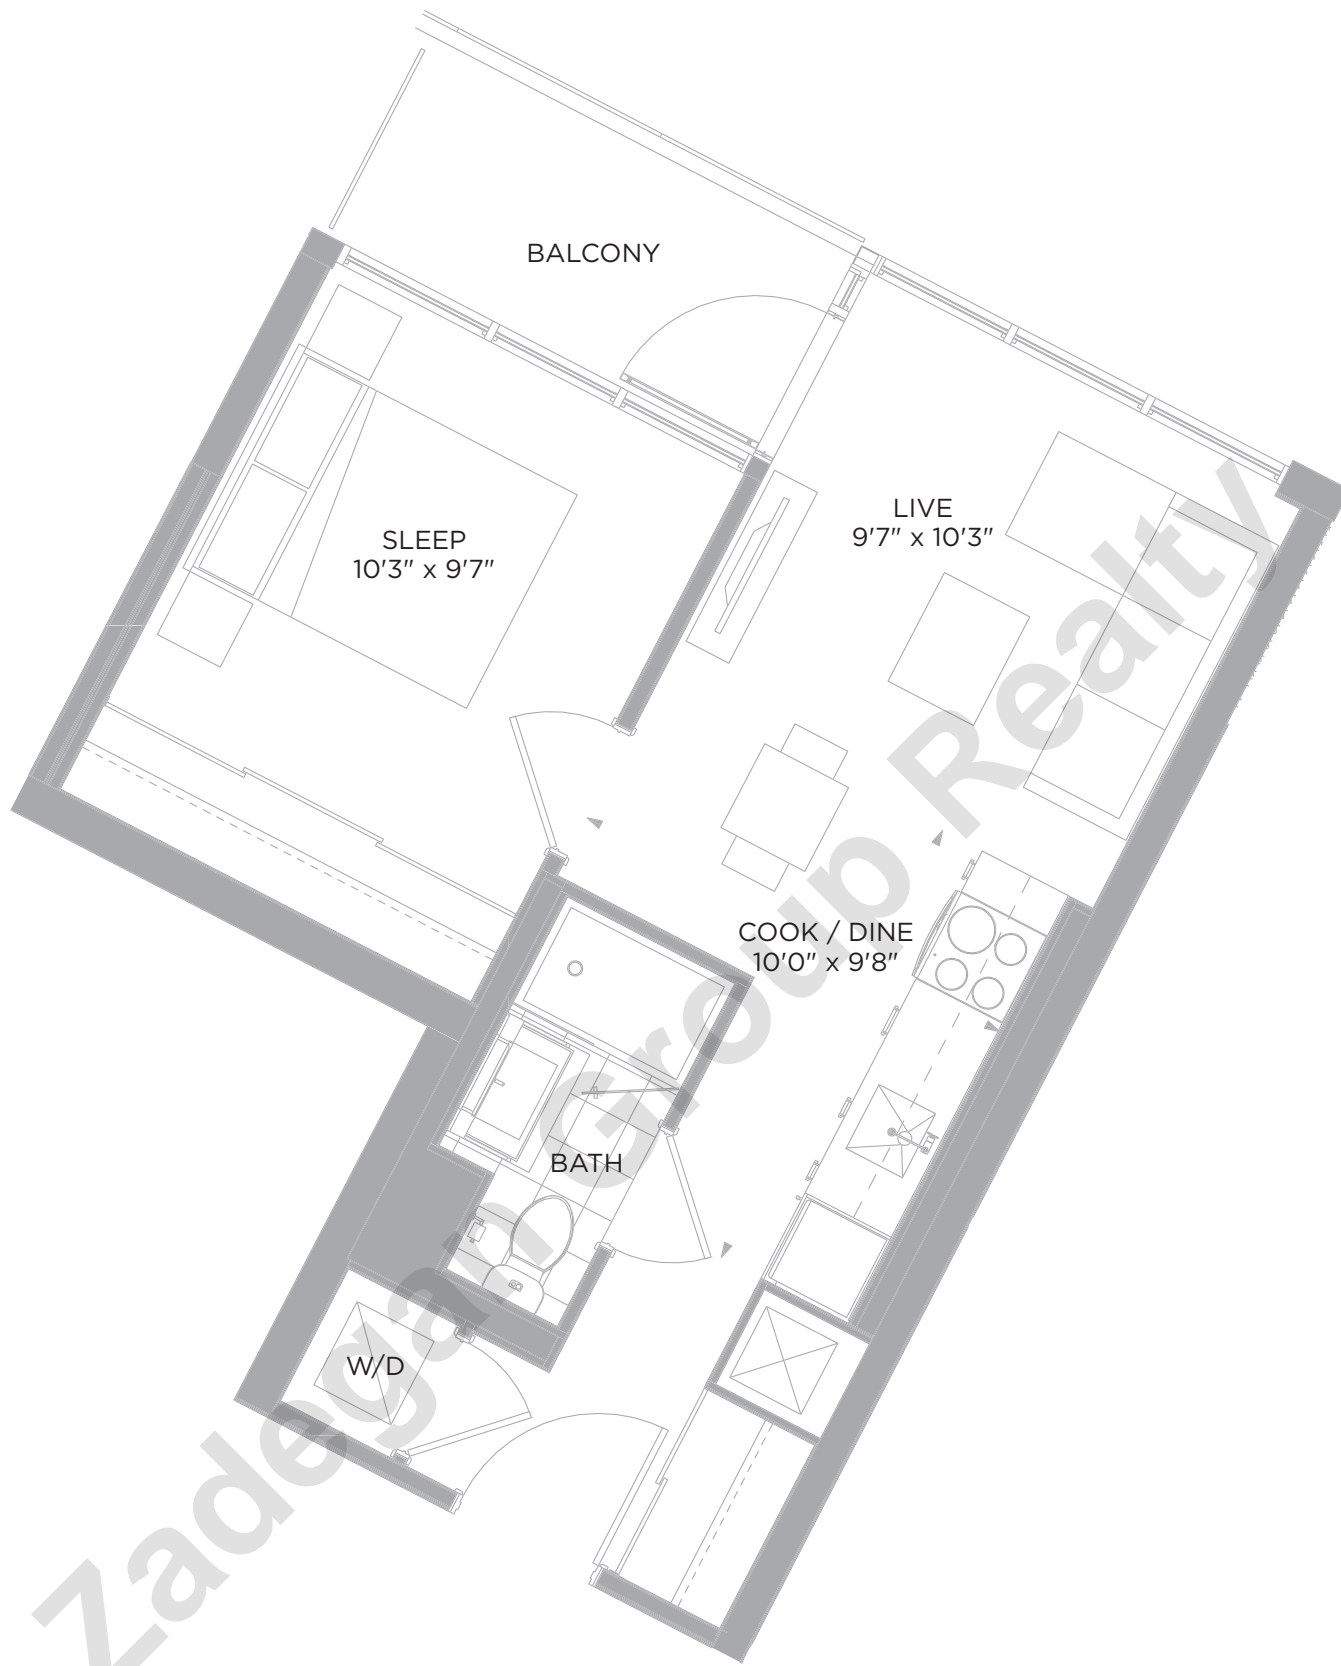 BALCONY
LIVE
9'7" x 10'3"
SLEEP
10'3" x 9'7"
COOK / DINE
10'0" x 9'8"
BATH
W/D
Zadegan Group Realty